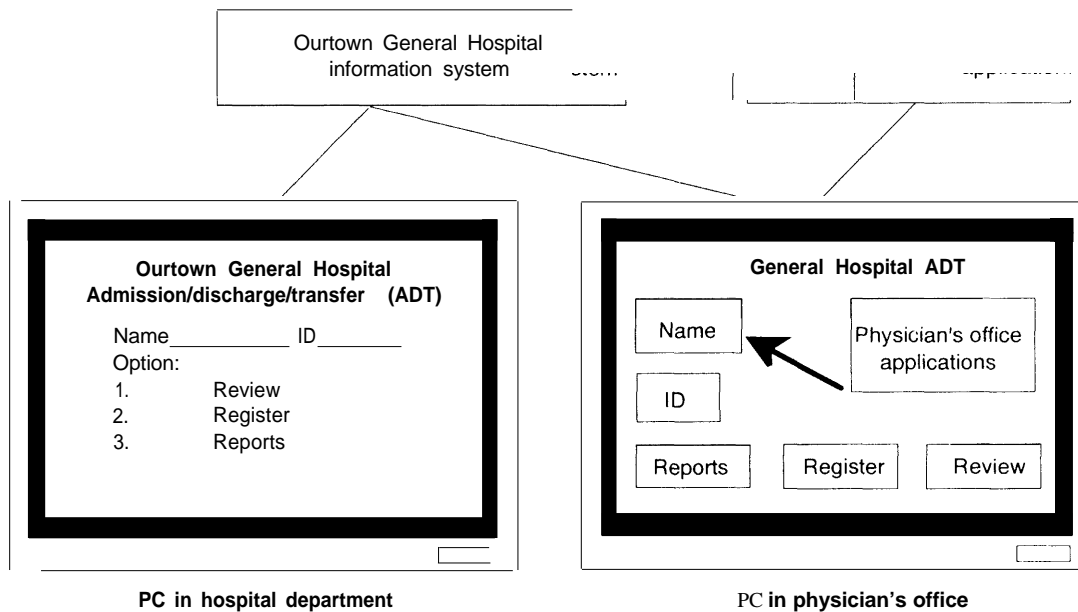 Ourtown General Hospital
information system
Ourtown General Hospital
Admission/discharge/transfer (ADT)
Name__________ ID_______
Option:
1. Review
2. Register
3. Reports
PC in hospital department
General Hospital ADT
Name
Physician's office
applications
ID
Reports Register Review
PC in physician's office